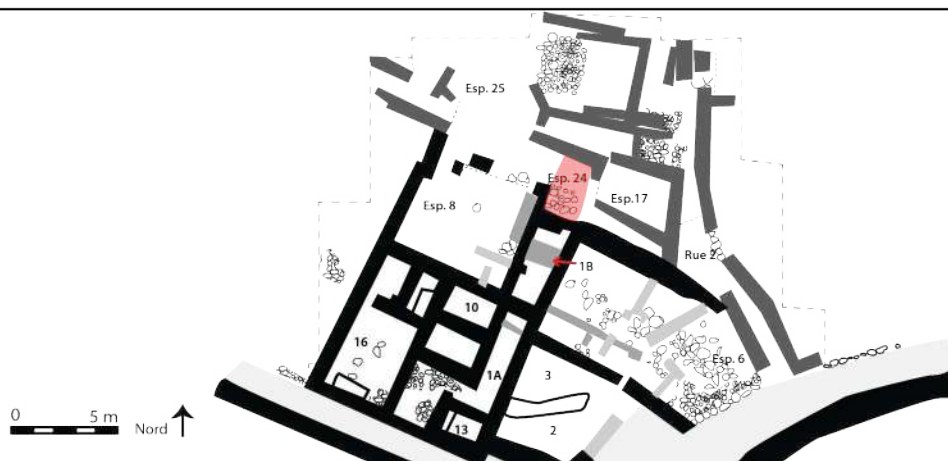 Esp. 25
Esp. 24
Esp. 8
Esp.17
Rue 2
1B
10
16
Esp. 6
1A
3
13
2
0 5 m
Nord